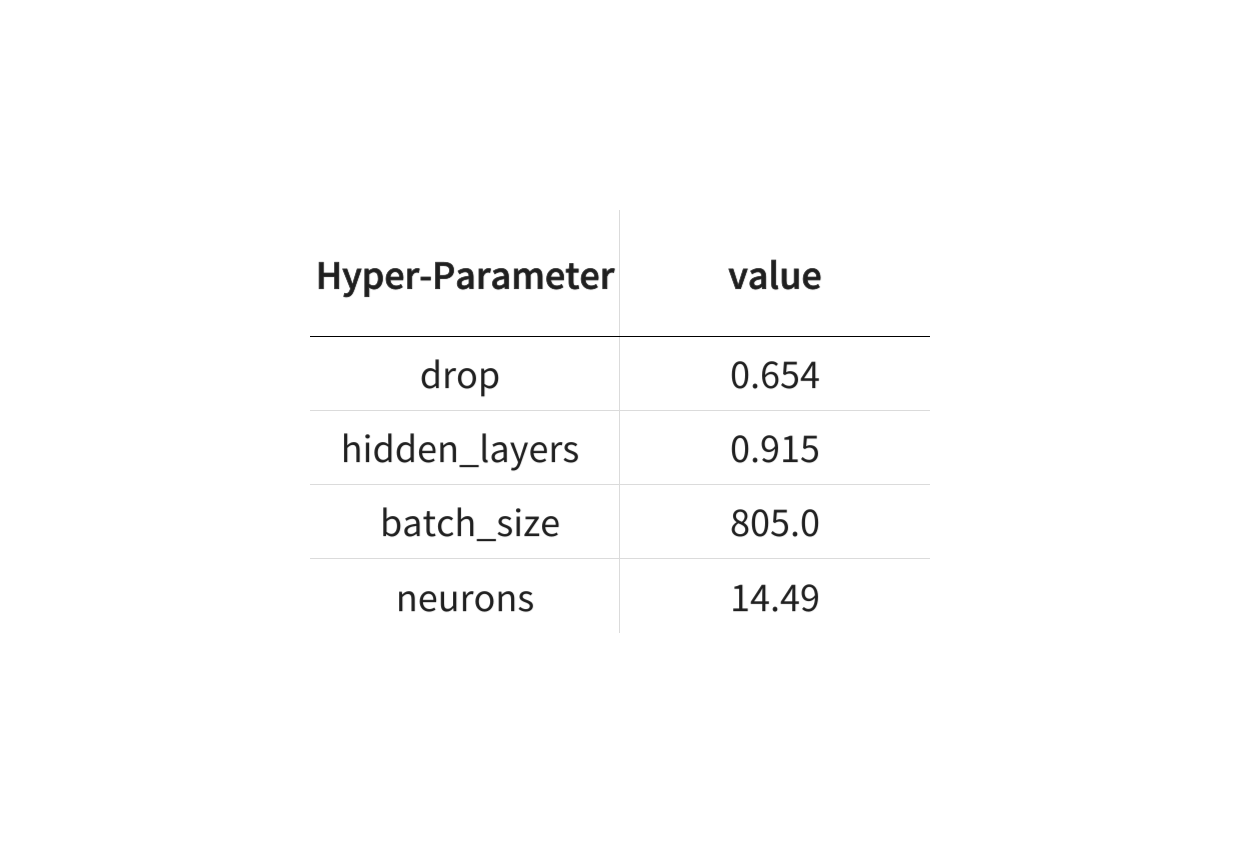 Hyper-Parameter value
drop 0.654
hidden_layers 0.915
batch_size 805.0
neurons 14.49